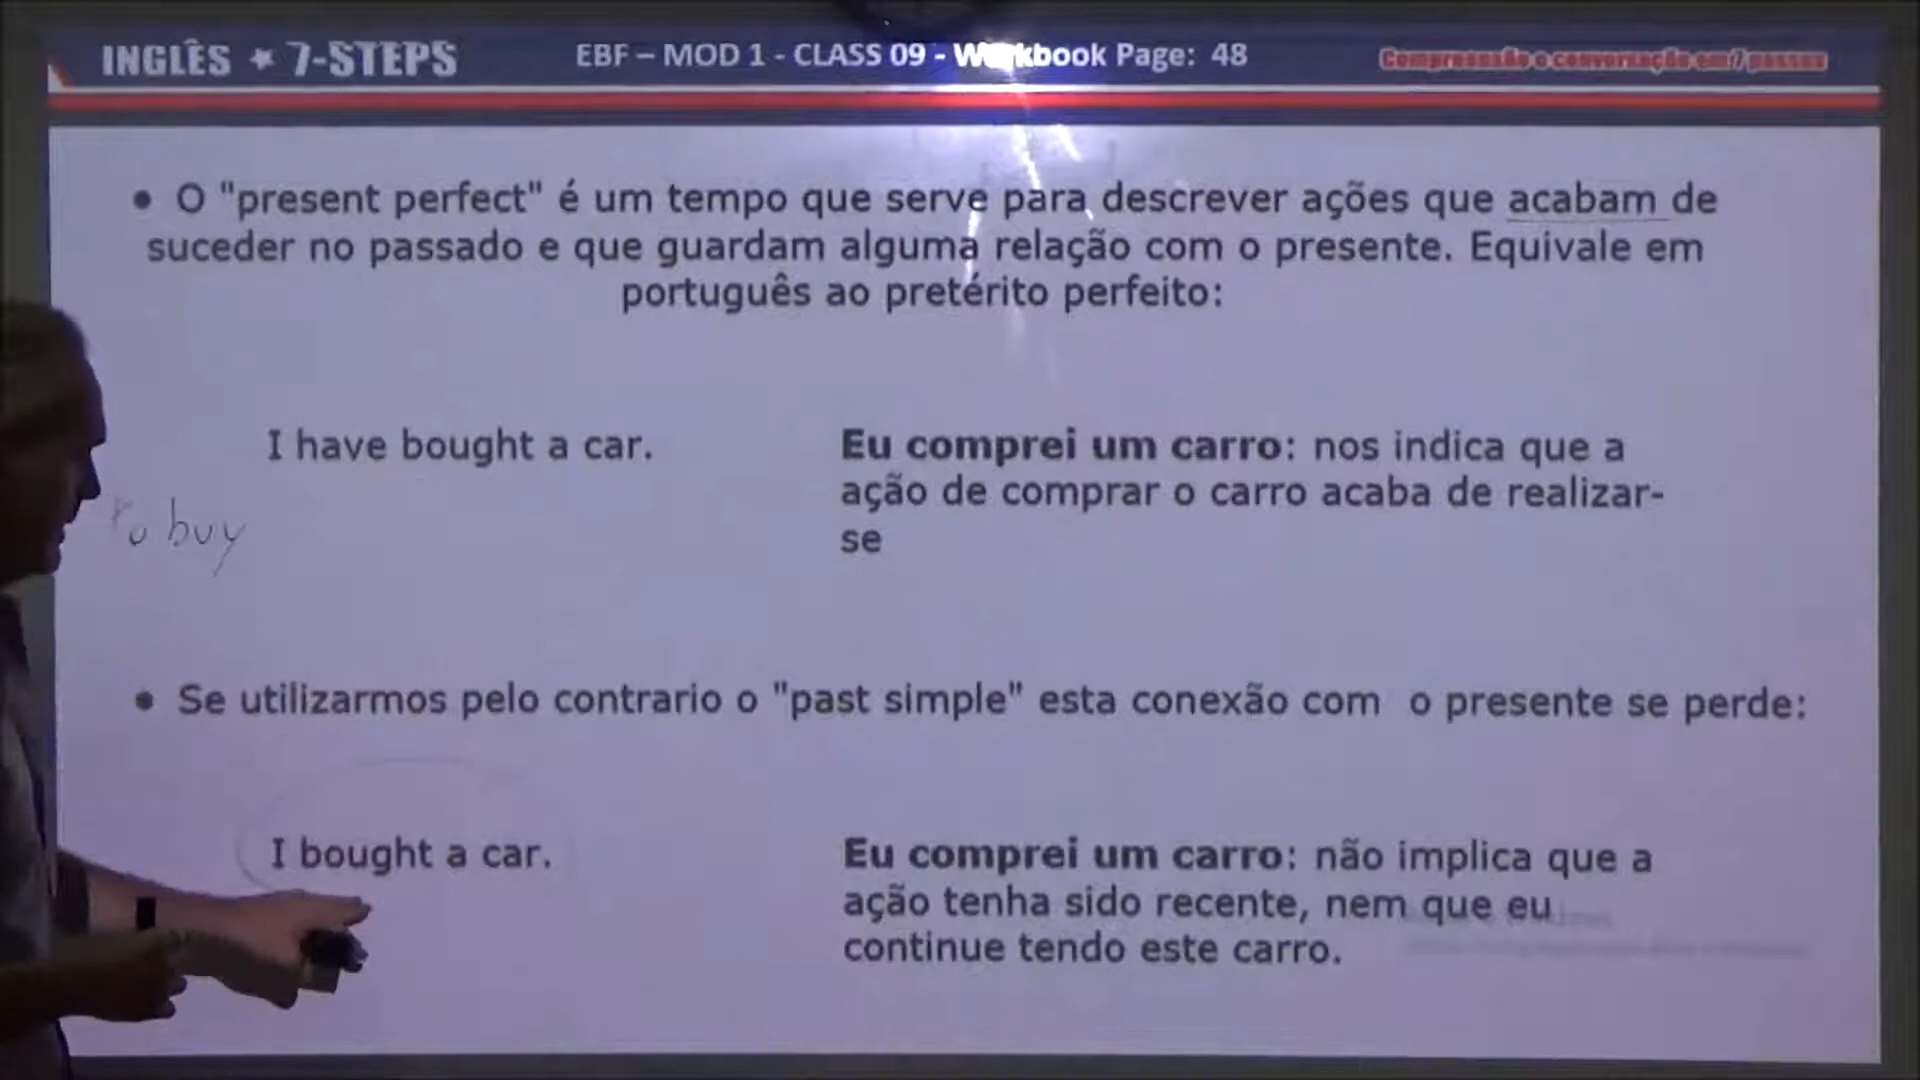 INGLÊS ★ 7-STEPS
EBF – MOD 1 - CLASS 09 - Workbook Page: 48
Compreensão e conversação em 7 passos
• O "present perfect" é um tempo que serve para descrever ações que acabam de
suceder no passado e que guardam alguma relação com o presente. Equivale em
português ao pretérito perfeito:
I have bought a car.
Eu comprei um carro: nos indica que a
ação de comprar o carro acaba de realizar-
se
to buy
• Se utilizarmos pelo contrario o "past simple" esta conexão com o presente se perde:
I bought a car.
Eu comprei um carro: não implica que a
ação tenha sido recente, nem que eu
continue tendo este carro.